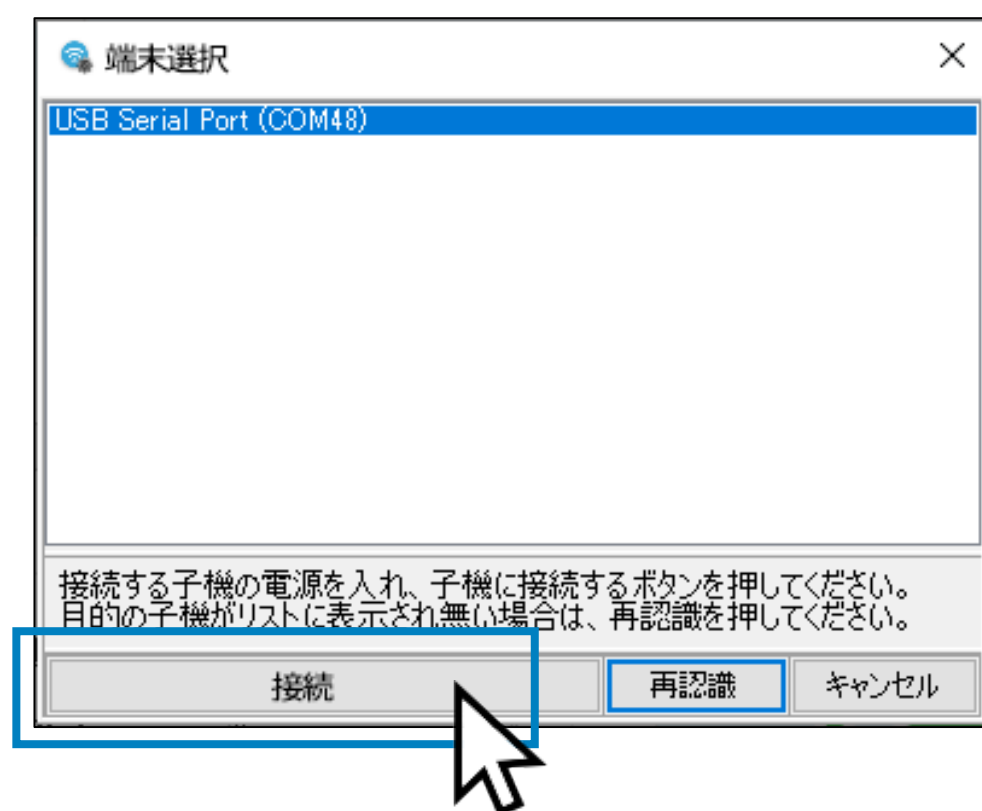 端末選択
USB Serial Port (COM48)
接続する子機の電源を入れ、子機に接続するボタンを押してください。
目的の子機がリストに表示され無い場合は、再認識を押してください。
接続
再認識
キャンセル